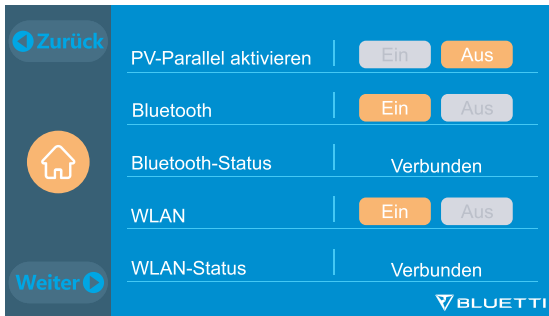 Zurück
PV-Parallel aktivieren Ein Aus
Bluetooth Ein Aus
Bluetooth-Status Verbunden
WLAN Ein Aus
WLAN-Status Verbunden
Weiter
BLUETTI